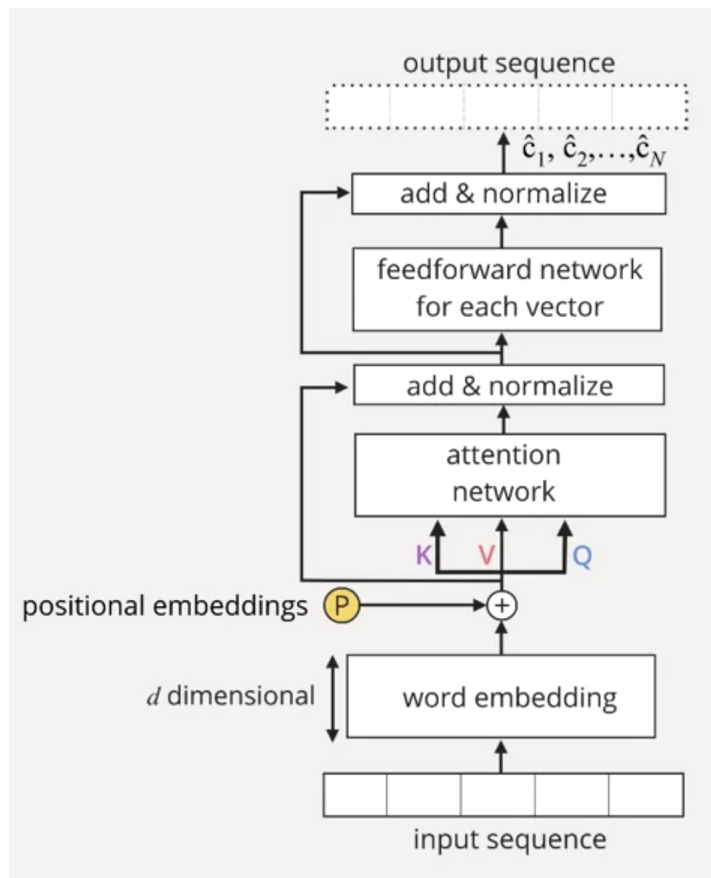 output sequence
ĉ₁, ĉ₂,...,ĉ_N
add & normalize
feedforward network
for each vector
add & normalize
attention
network
K V Q
positional embeddings P +
d dimensional word embedding
input sequence